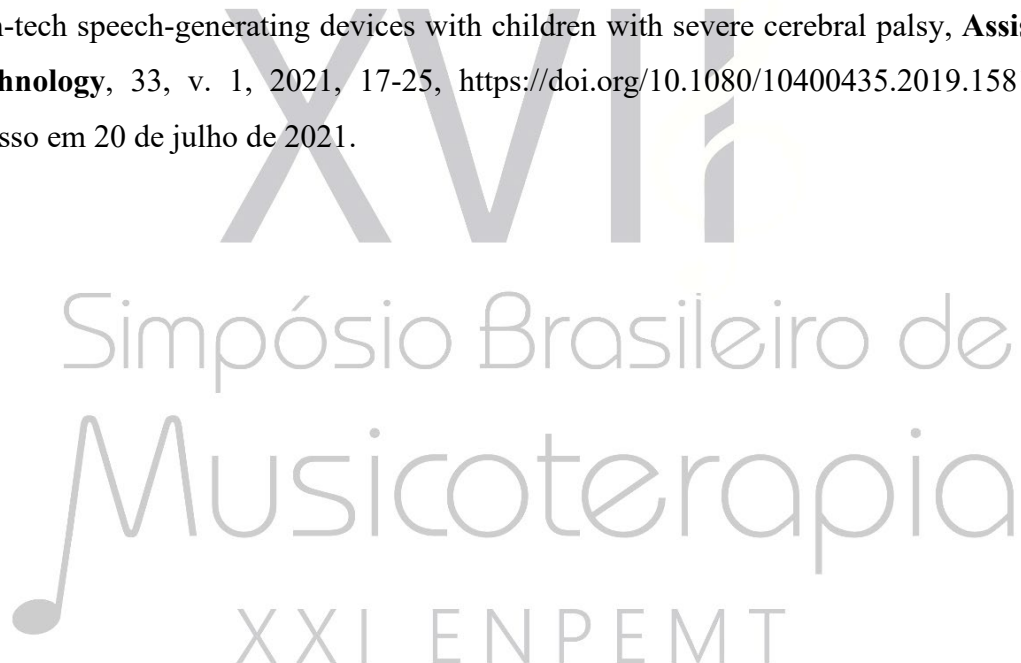 -tech speech-generating devices with children with severe cerebral palsy, Assis
hnology, 33, v. 1, 2021, 17-25, https://doi.org/10.1080/10400435.2019.158
sso em 20 de julho de 2021.
XVII
Simpósio Brasileiro de
Musicoterapia
XXI ENPEMT